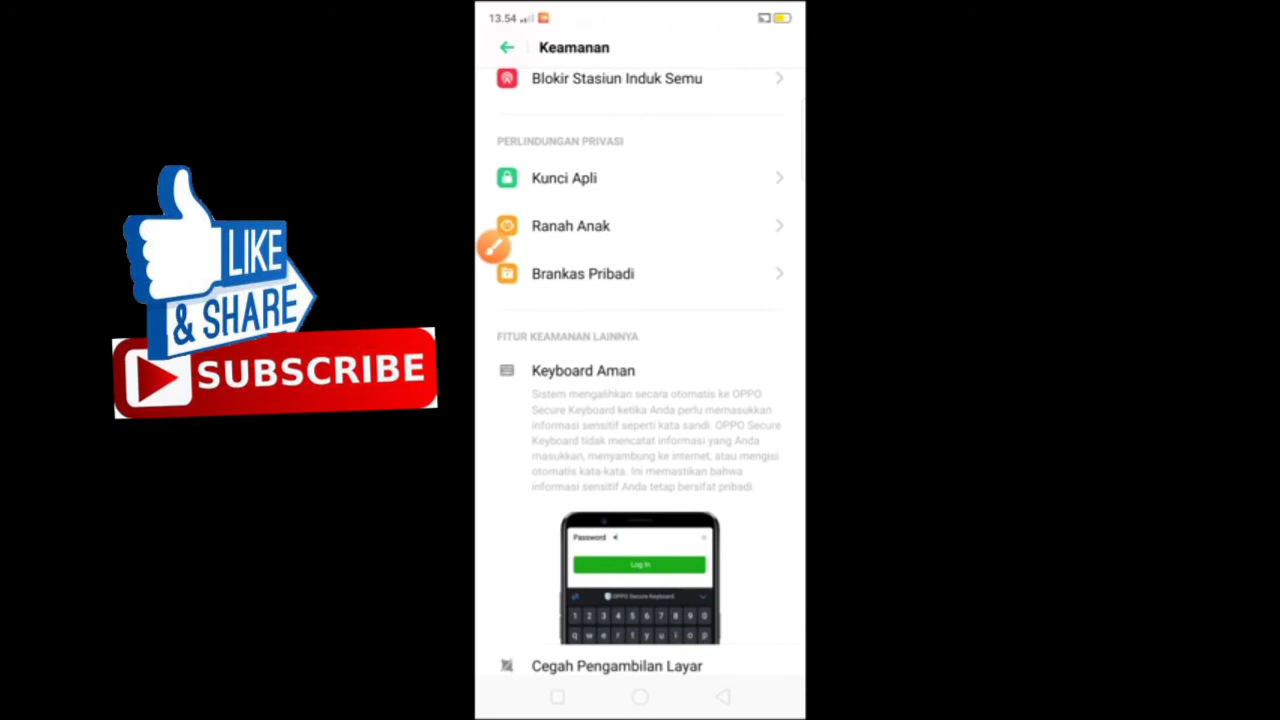 13.54
Keamanan
Blokir Stasiun Induk Semu
PERLINDUNGAN PRIVASI
Kunci Apli
Ranah Anak
Brankas Pribadi
FITUR KEAMANAN LAINNYA
Keyboard Aman
Sistem mengalihkan secara otomatis ke OPPO
Secure Keyboard ketika Anda perlu memasukkan
informasi sensitif seperti kata sandi. OPPO Secure
Keyboard tidak mencatat informasi yang Anda
masukkan, menyambung ke internet, atau mengisi
otomatis kata-kata. Ini memastikan bahwa
informasi sensitif Anda tetap bersifat pribadi.
Password
Log In
OPPO Secure Keyboard
1 2 3 4 5 6 7 8 9 0
q w e r t y u i o p
Cegah Pengambilan Layar
LIKE
& SHARE
SUBSCRIBE